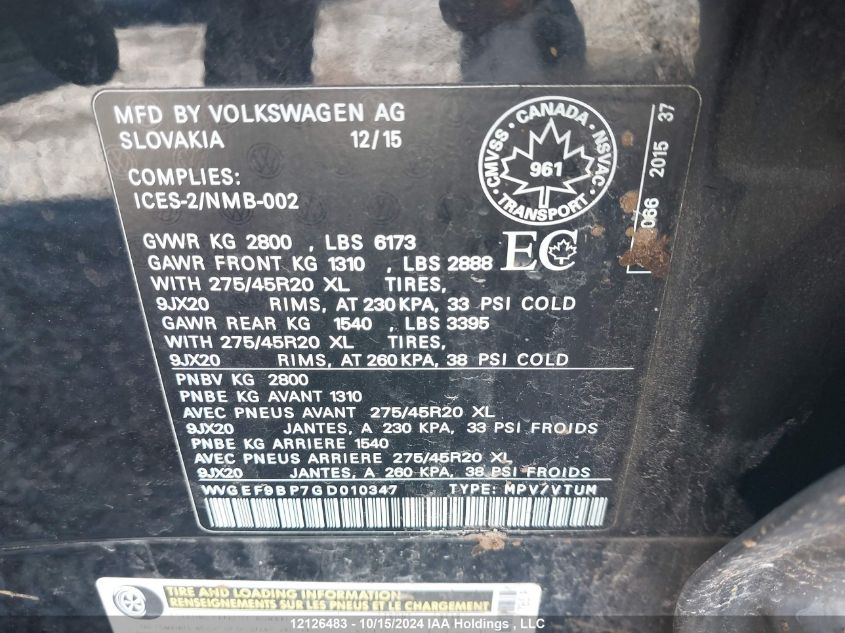 MFD BY VOLKSWAGEN AG
SLOVAKIA 12/15
COMPLIES:
ICES-2/NMB-002
CANADA
CMVSS · NSVAC
961
TRANSPORT
2015 37
EC
GVWR KG 2800 , LBS 6173
GAWR FRONT KG 1310 , LBS 2888
WITH 275/45R20 XL TIRES,
9JX20 RIMS, AT 230 KPA, 33 PSI COLD
GAWR REAR KG 1540 , LBS 3395
WITH 275/45R20 XL TIRES,
9JX20 RIMS, AT 260 KPA, 38 PSI COLD
PNBV KG 2800
PNBE KG AVANT 1310
AVEC PNEUS AVANT 275/45R20 XL
9JX20 JANTES, A 230 KPA, 33 PSI FROIDS
PNBE KG ARRIERE 1540
AVEC PNEUS ARRIERE 275/45R20 XL
9JX20 JANTES, A 260 KPA, 38 PSI FROIDS
WVGEF9BP7GD010347 TYPE: MPV7VTUM
TIRE AND LOADING INFORMATION
RENSEIGNEMENTS SUR LES PNEUS ET LE CHARGEMENT
12126483 - 10/15/2024 IAA Holdings , LLC